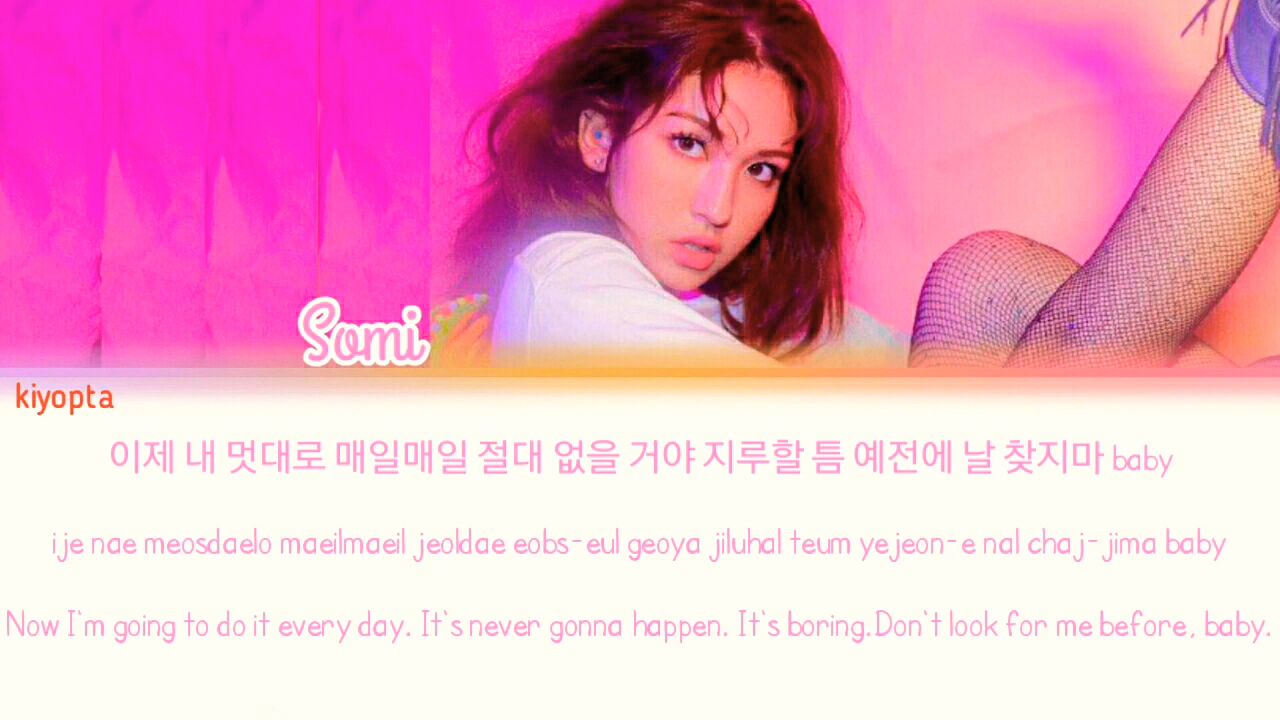 Somi
kiyopta
이제 내 멋대로 매일매일 절대 없을 거야 지루할 틈 예전에 날 찾지마 baby
ije nae meosdaelo maeilmaeil jeoldae eobs-eul geoya jiluhal teum yejeon-e nal chaj-jima baby
Now I'm going to do it every day. It's never gonna happen. It's boring.Don't look for me before, baby.